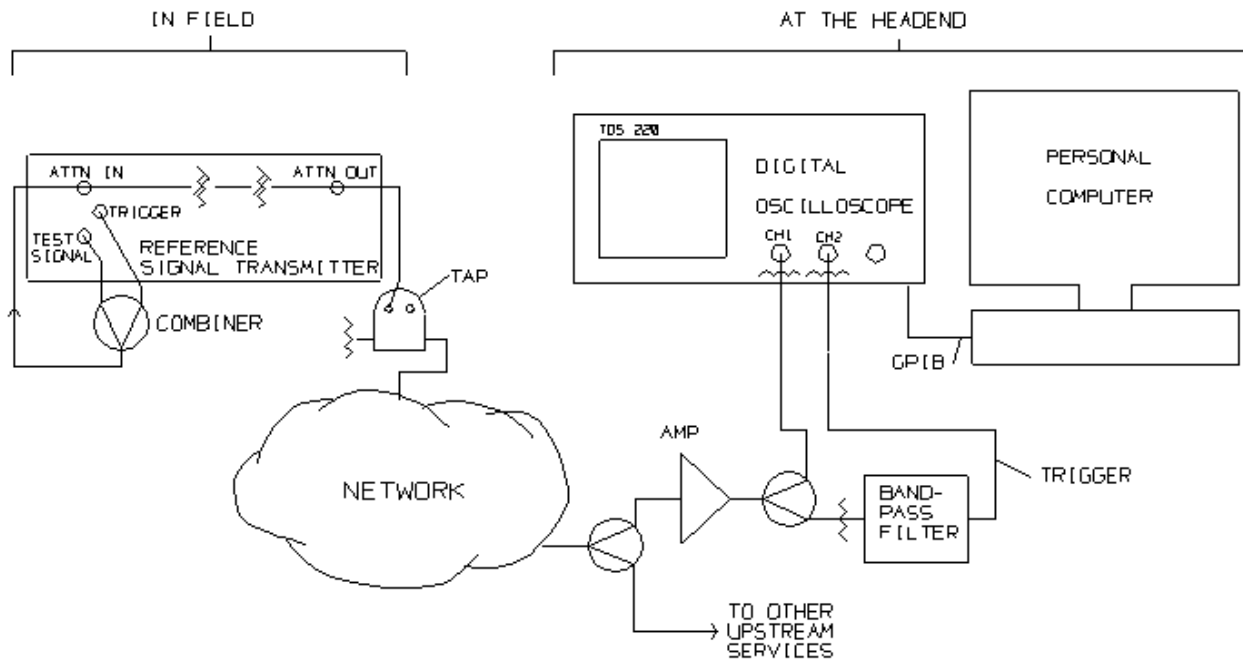 IN FIELD
AT THE HEADEND
TDS 220
DIGITAL
OSCILLOSCOPE
CH1 CH2
PERSONAL
COMPUTER
ATTN IN
ATTN OUT
TRIGGER
TEST
SIGNAL
REFERENCE
SIGNAL TRANSMITTER
TAP
COMBINER
GPIB
AMP
NETWORK
TRIGGER
BAND-
PASS
FILTER
TO OTHER
UPSTREAM
SERVICES